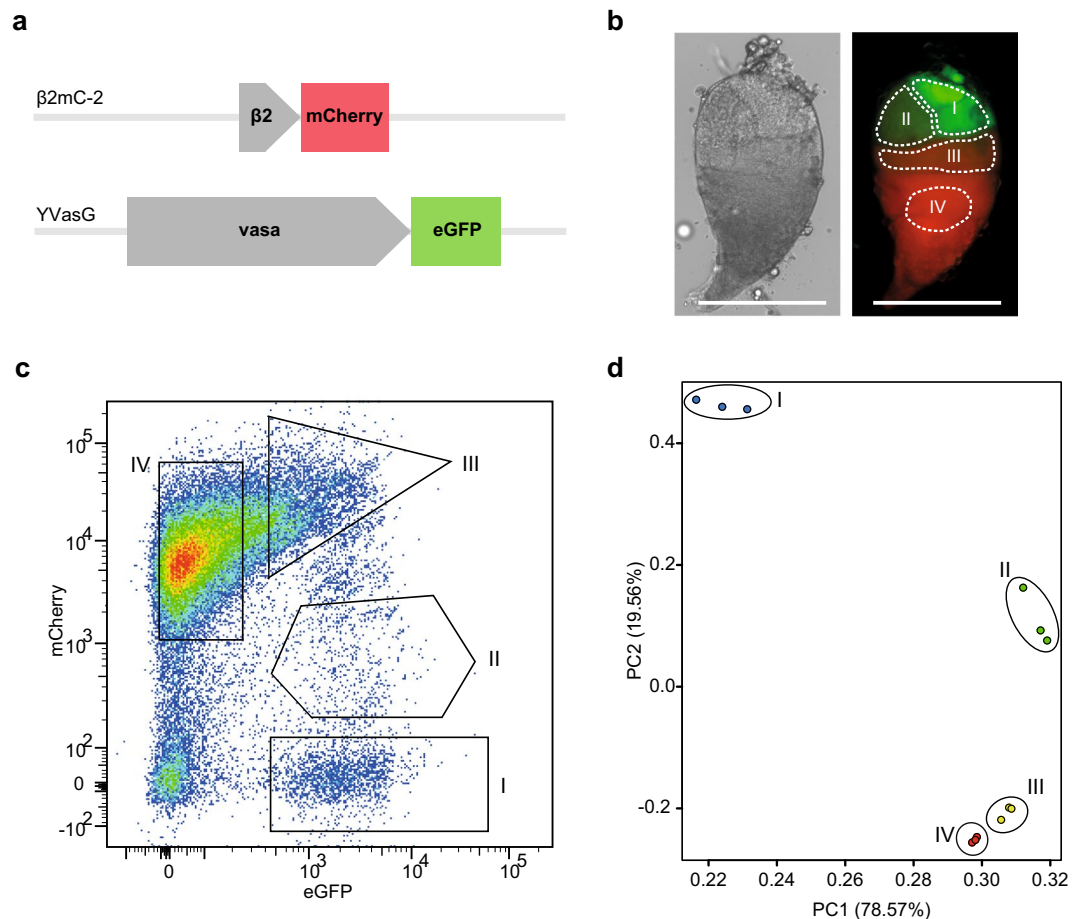 a
β2mC-2
β2
mCherry
YVasG
vasa
eGFP
b
I
II
III
IV
c
mCherry
10^5
10^4
10^3
10^2
0
-10^2
IV
III
II
I
0
10^3
10^4
10^5
eGFP
d
PC2 (19.56%)
0.4
0.2
0.0
-0.2
I
II
III
IV
0.22 0.24 0.26 0.28 0.30 0.32
PC1 (78.57%)